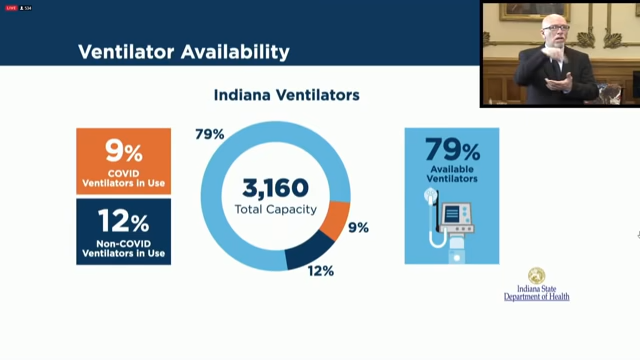 LIVE 534
Ventilator Availability
Indiana Ventilators
79%
9%
COVID
Ventilators in Use
12%
Non-COVID
Ventilators in Use
3,160
Total Capacity
9%
12%
79%
Available
Ventilators
Indiana State
Department of Health